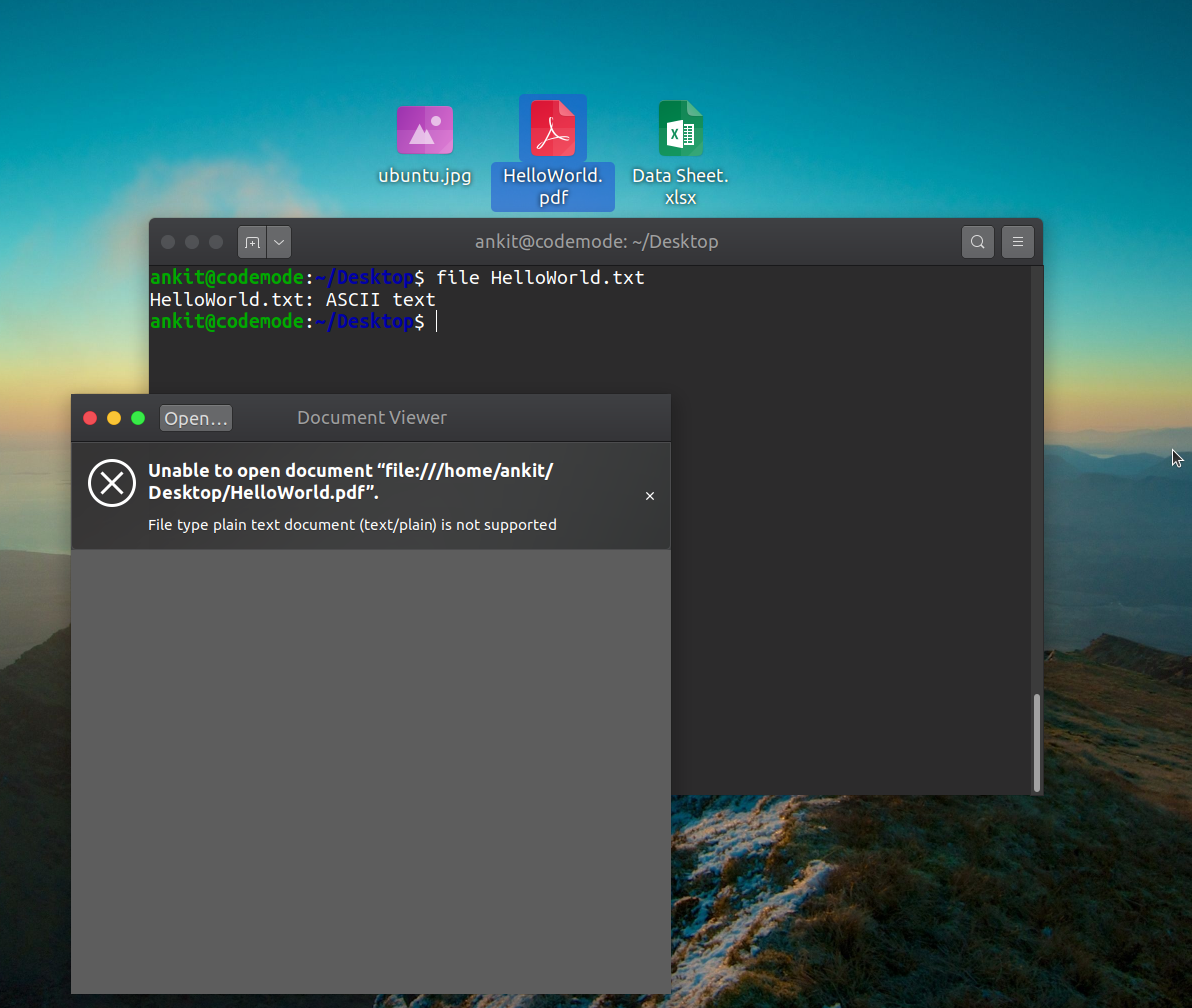 ubuntu.jpg
HelloWorld.
pdf
Data Sheet.
xlsx
ankit@codemode: ~/Desktop
ankit@codemode:~/Desktop$ file HelloWorld.txt
HelloWorld.txt: ASCII text
ankit@codemode:~/Desktop$
Open...
Document Viewer
Unable to open document “file:///home/ankit/
Desktop/HelloWorld.pdf”.
File type plain text document (text/plain) is not supported